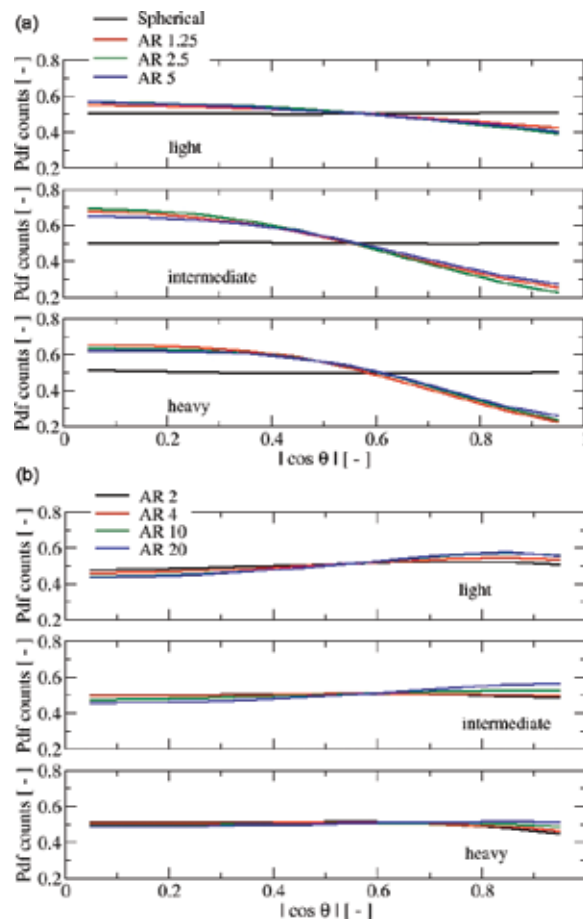 (a)
Spherical
AR 1.25
AR 2.5
AR 5
Pdf counts [ - ]
0.8
0.6
0.4
0.2
light
Pdf counts [ - ]
0.8
0.6
0.4
0.2
intermediate
Pdf counts [ - ]
0.8
0.6
0.4
0.2
heavy
0 0.2 0.4 0.6 0.8 1
| cos θ | [ - ]
(b)
AR 2
AR 4
AR 10
AR 20
Pdf counts [ - ]
0.8
0.6
0.4
0.2
light
Pdf counts [ - ]
0.8
0.6
0.4
0.2
intermediate
Pdf counts [ - ]
0.8
0.6
0.4
0.2
heavy
0 0.2 0.4 0.6 0.8
| cos θ | [ - ]